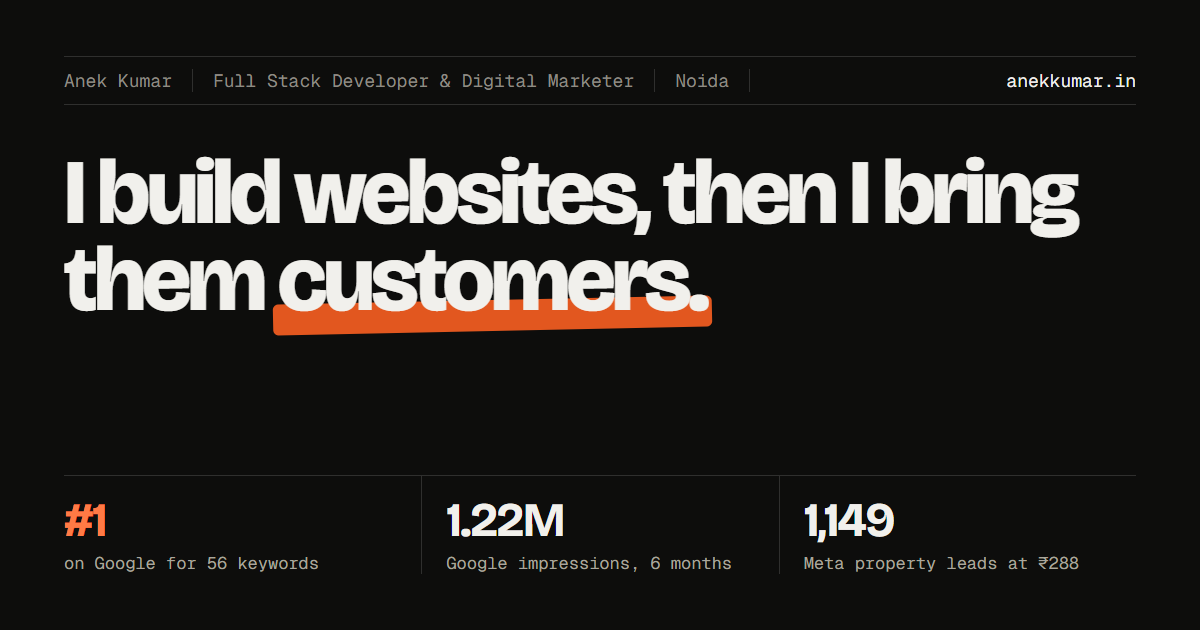 Anek Kumar | Full Stack Developer & Digital Marketer | Noida | anekkumar.in
I build websites, then I bring
them customers.
#1
on Google for 56 keywords
1.22M
Google impressions, 6 months
1,149
Meta property leads at ₹288